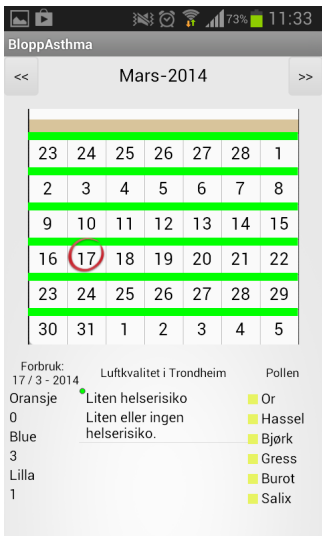 73% 11:33
BloppAsthma
<< Mars-2014 >>
23 24 25 26 27 28 1
2 3 4 5 6 7 8
9 10 11 12 13 14 15
16 17 18 19 20 21 22
23 24 25 26 27 28 29
30 31 1 2 3 4 5
Forbruk:
17 / 3 - 2014
Oransje
0
Blue
3
Lilla
1
Luftkvalitet i Trondheim
Liten helserisiko
Liten eller ingen
helserisiko.
Pollen
Or
Hassel
Bjørk
Gress
Burot
Salix